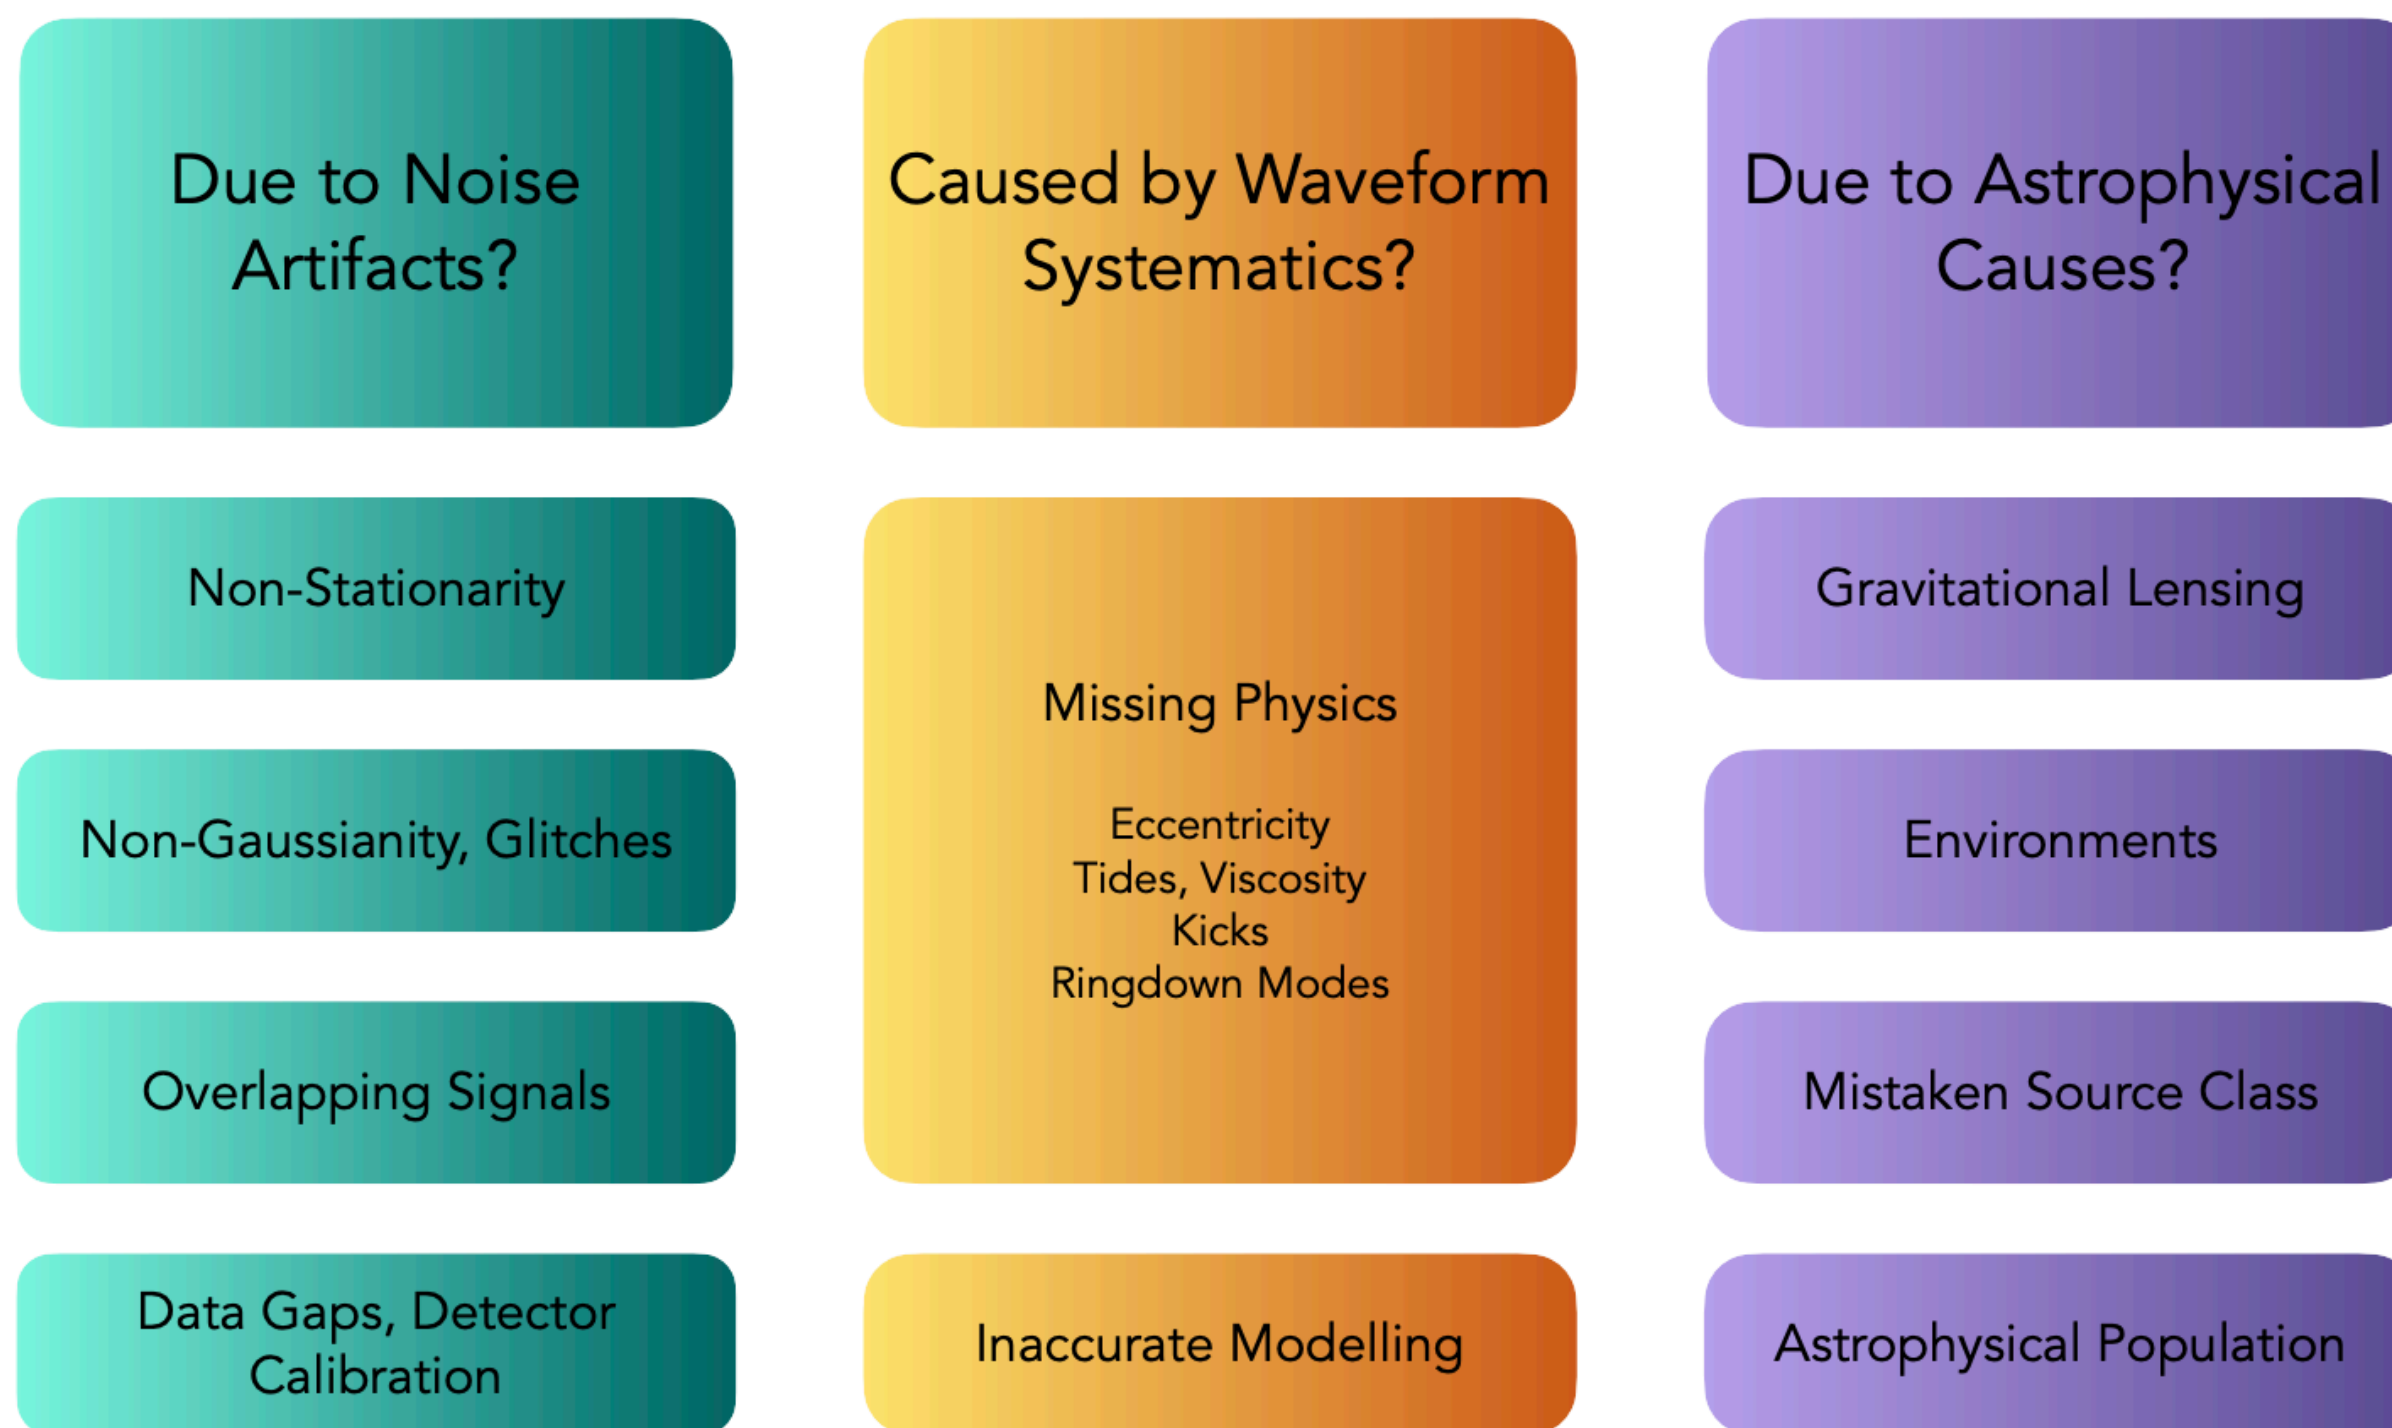 Due to Noise
Artifacts?
Non-Stationarity
Non-Gaussianity, Glitches
Overlapping Signals
Data Gaps, Detector
Calibration
Caused by Waveform
Systematics?
Missing Physics
Eccentricity
Tides, Viscosity
Kicks
Ringdown Modes
Inaccurate Modelling
Due to Astrophysical
Causes?
Gravitational Lensing
Environments
Mistaken Source Class
Astrophysical Population